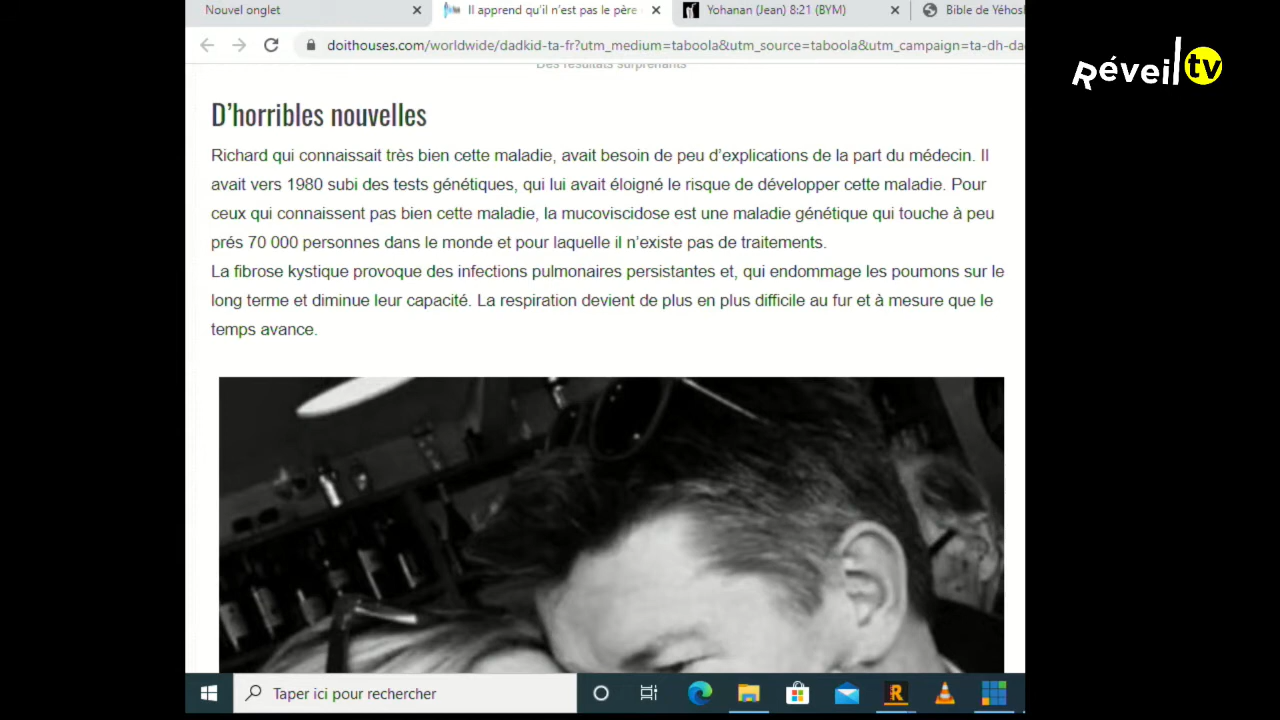 Nouvel onglet
Il apprend qu'il n'est pas le père
Yohanan (Jean) 8:21 (BYM)
Bible de Yéhos
doithouses.com/worldwide/dadkid-ta-fr?utm_medium=taboola&utm_source=taboola&utm_campaign=ta-dh-da
Réveil tv
Des résultats surprenants
D'horribles nouvelles
Richard qui connaissait très bien cette maladie, avait besoin de peu d'explications de la part du médecin. Il
avait vers 1980 subi des tests génétiques, qui lui avait éloigné le risque de développer cette maladie. Pour
ceux qui connaissent pas bien cette maladie, la mucoviscidose est une maladie génétique qui touche à peu
prés 70 000 personnes dans le monde et pour laquelle il n'existe pas de traitements.
La fibrose kystique provoque des infections pulmonaires persistantes et, qui endommage les poumons sur le
long terme et diminue leur capacité. La respiration devient de plus en plus difficile au fur et à mesure que le
temps avance.
Taper ici pour rechercher